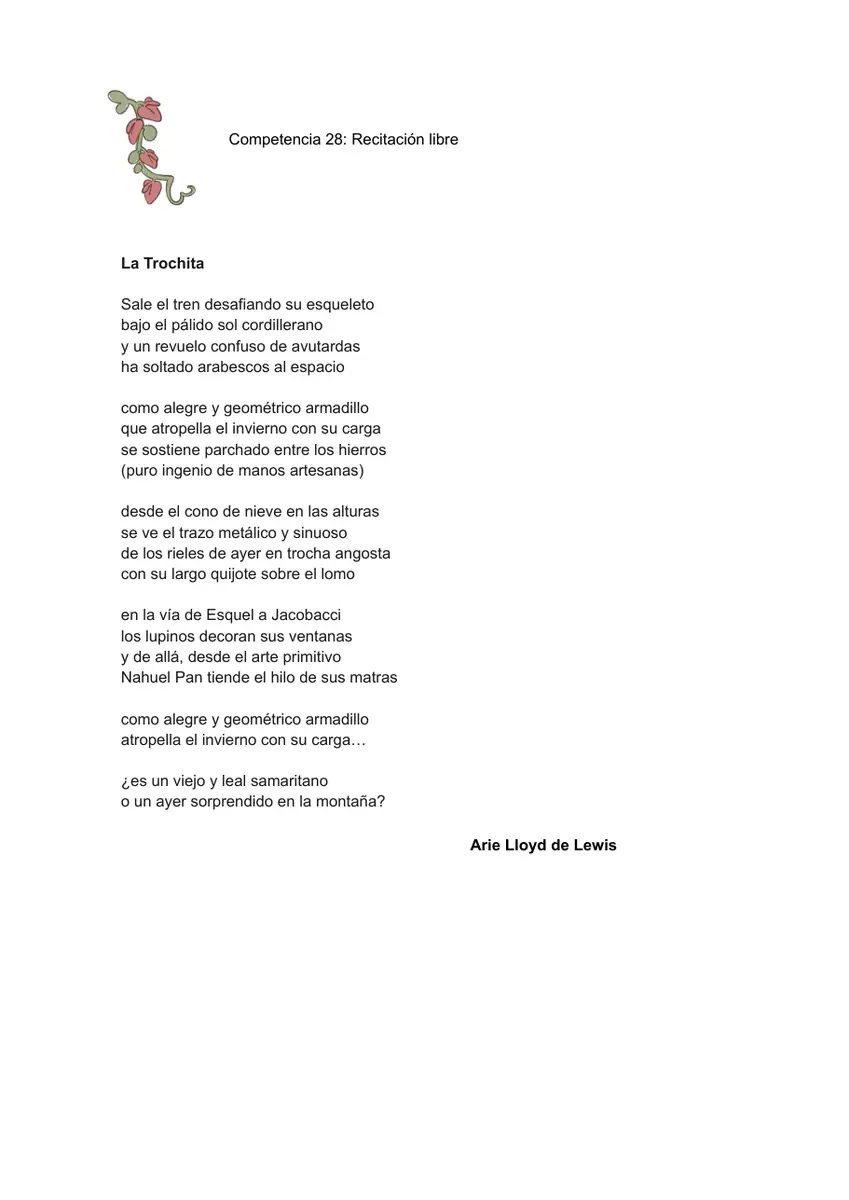 Competencia 28: Recitación libre
La Trochita
Sale el tren desafiando su esqueleto
bajo el pálido sol cordillerano
y un revuelo confuso de avutardas
ha soltado arabescos al espacio
como alegre y geométrico armadillo
que atropella el invierno con su carga
se sostiene parchado entre los hierros
(puro ingenio de manos artesanas)
desde el cono de nieve en las alturas
se ve el trazo metálico y sinuoso
de los rieles de ayer en trocha angosta
con su largo quijote sobre el lomo
en la vía de Esquel a Jacobacci
los lupinos decoran sus ventanas
y de allá, desde el arte primitivo
Nahuel Pan tiende el hilo de sus matras
como alegre y geométrico armadillo
atropella el invierno con su carga…
¿es un viejo y leal samaritano
o un ayer sorprendido en la montaña?
Arie Lloyd de Lewis